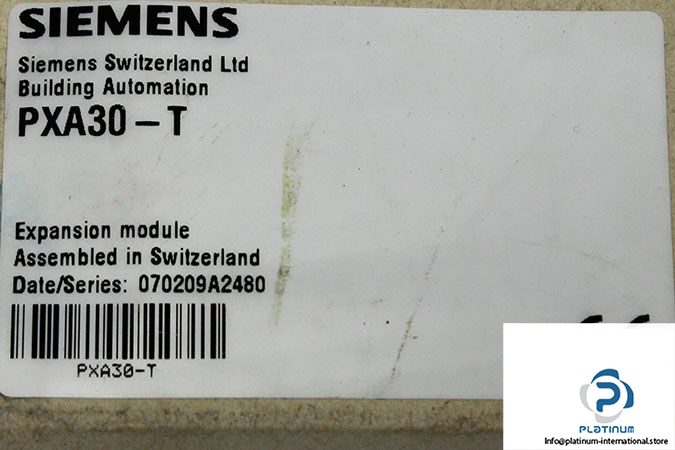 SIEMENS
Siemens Switzerland Ltd
Building Automation
PXA30-T
Expansion module
Assembled in Switzerland
Date/Series: 070209A2480
PXA30-T
PLATINUM
Info@platinum-international.store